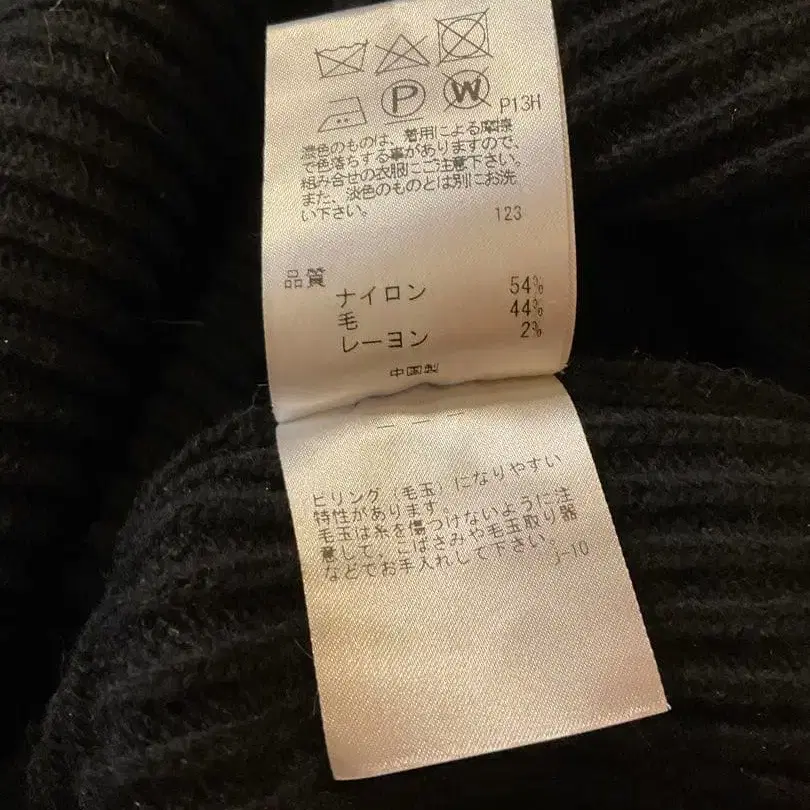 P W P13H
濃色のものは、着用による摩擦
で色落ちする事がありますので、
組み合せの衣服にご注意下さい。
また、淡色のものとは別にお洗
い下さい。
123
品質
ナイロン 54%
毛 44%
レーヨン 2%
中国製
ピリング（毛玉）になりやすい
特性があります。
毛玉は糸を傷つけないように注
意して、こばさみや毛玉取り器
などでお手入れして下さい。
J-10